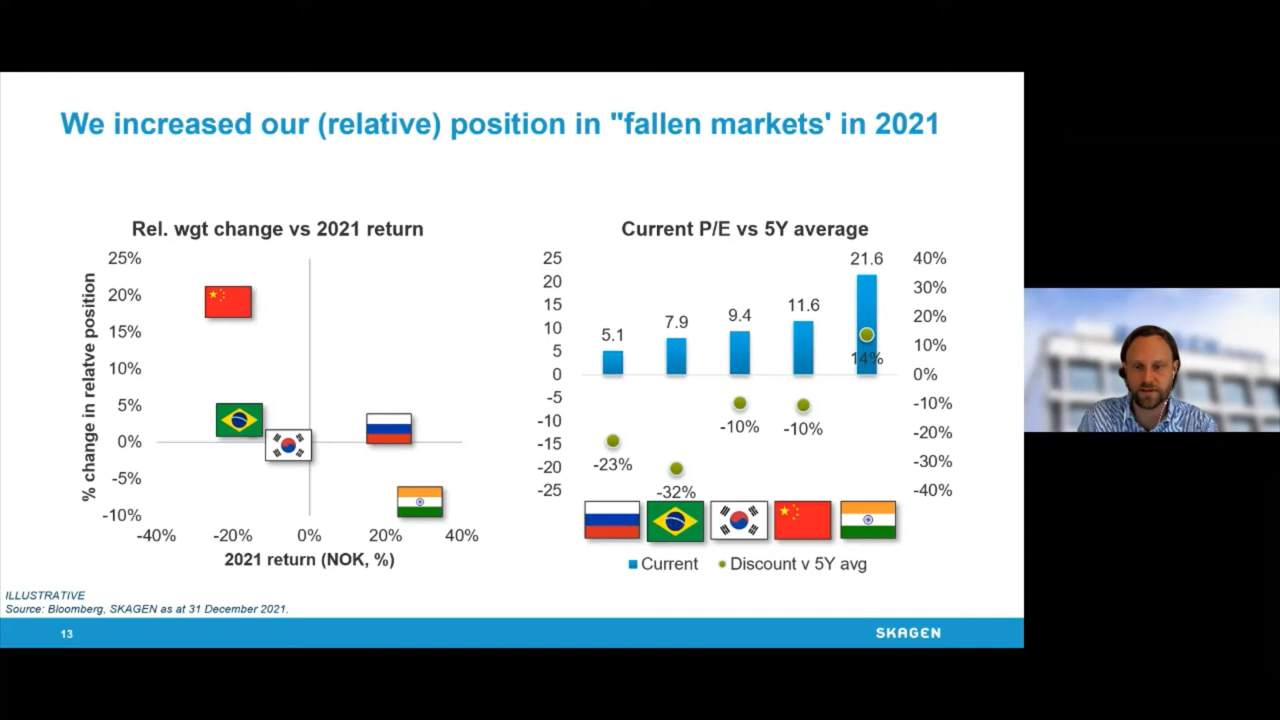 We increased our (relative) position in "fallen markets' in 2021
Rel. wgt change vs 2021 return
% change in relatve position
25%
20%
15%
10%
5%
0%
-5%
-10%
-40% -20% 0% 20% 40%
2021 return (NOK, %)
Current P/E vs 5Y average
25
20
15
10
5
0
-5
-10
-15
-20
-25
5.1 7.9 9.4 11.6 21.6
-23% -32% -10% -10% 14%
40%
30%
20%
10%
0%
-10%
-20%
-30%
-40%
Current Discount v 5Y avg
ILLUSTRATIVE
Source: Bloomberg, SKAGEN as at 31 December 2021.
13
SKAGEN